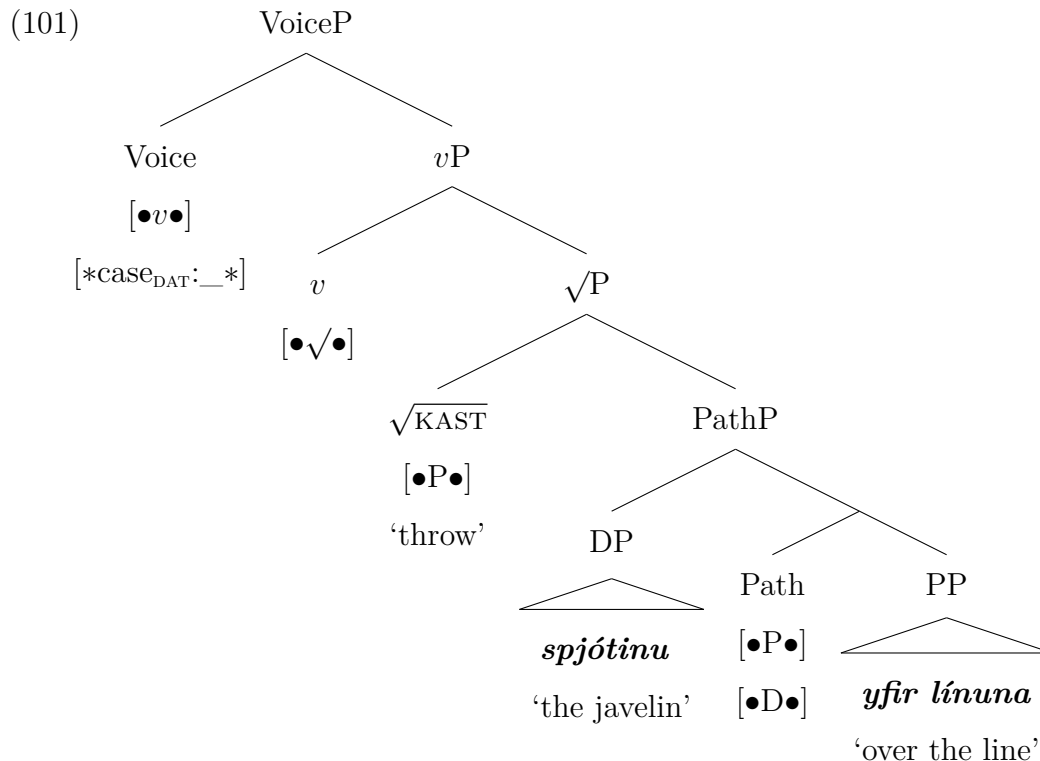 (101) VoiceP
Voice vP
[●v●]
[∗case_DAT:_∗] v √P
[●√●]
√KAST PathP
[●P●]
‘throw’ DP
Path PP
spjótinu [●P●]
‘the javelin’ [●D●] yfir línuna
‘over the line’